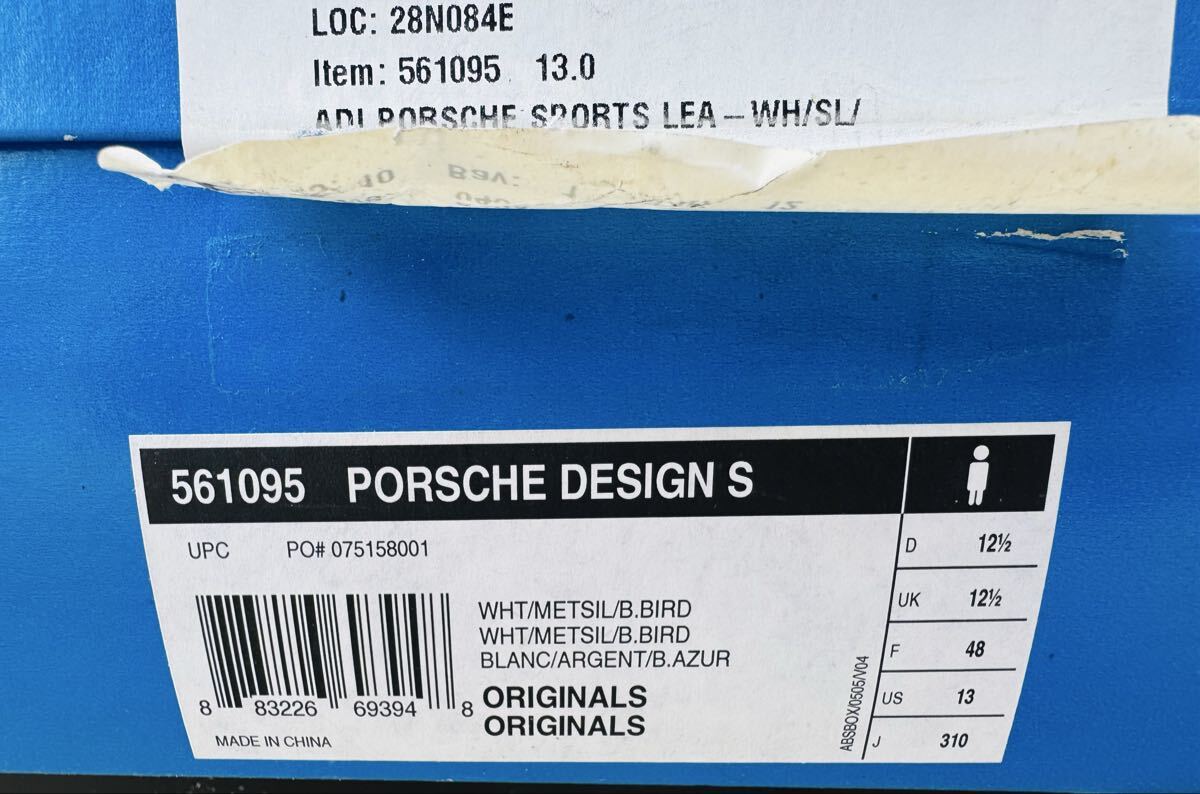 LOC: 28N084E
Item: 561095 13.0
ADI PORSCHE SPORTS LEA-WH/SL/
561095 PORSCHE DESIGN S
UPC PO# 075158001
WHT/METSIL/B.BIRD
WHT/METSIL/B.BIRD
BLANC/ARGENT/B.AZUR
ORIGINALS
ORIGINALS
8 83226 69394 8
MADE IN CHINA
ABSBOX/0505/V04
D 12½
UK 12½
F 48
US 13
J 310